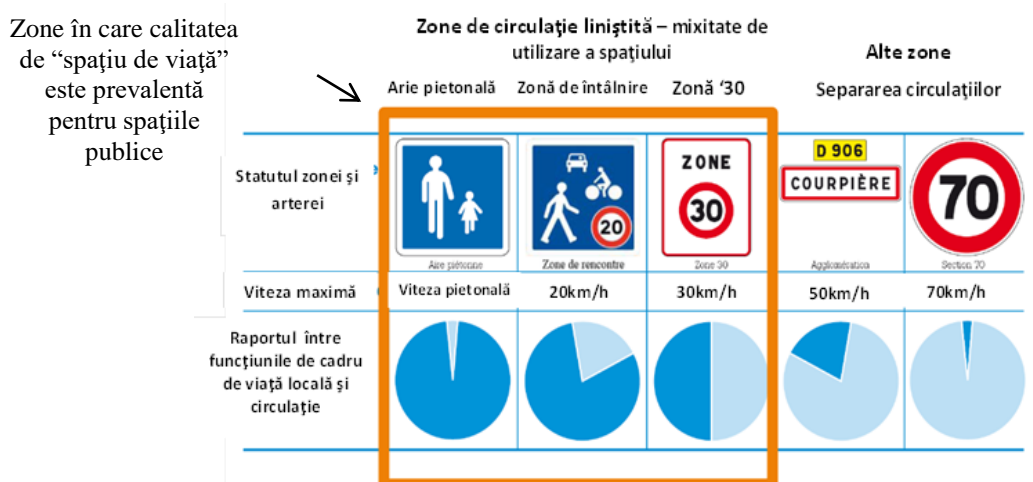 Zone în care calitatea
de “spaţiu de viaţă”
este prevalentă
pentru spaţiile
publice
Zone de circulaţie liniştită – mixitate de
utilizare a spaţiului
Alte zone
Arie pietonală
Zonă de întâlnire
Zonă ‘30
Separarea circulaţiilor
Statutul zonei şi
arterei
20
ZONE
30
D 906
COURPIÈRE
70
Aire piétonne
Zone de rencontre
Zone 30
Agglomération
Section 70
Viteza maximă
Viteza pietonală
20km/h
30km/h
50km/h
70km/h
Raportul între
funcţiunile de cadru
de viaţă locală şi
circulaţie